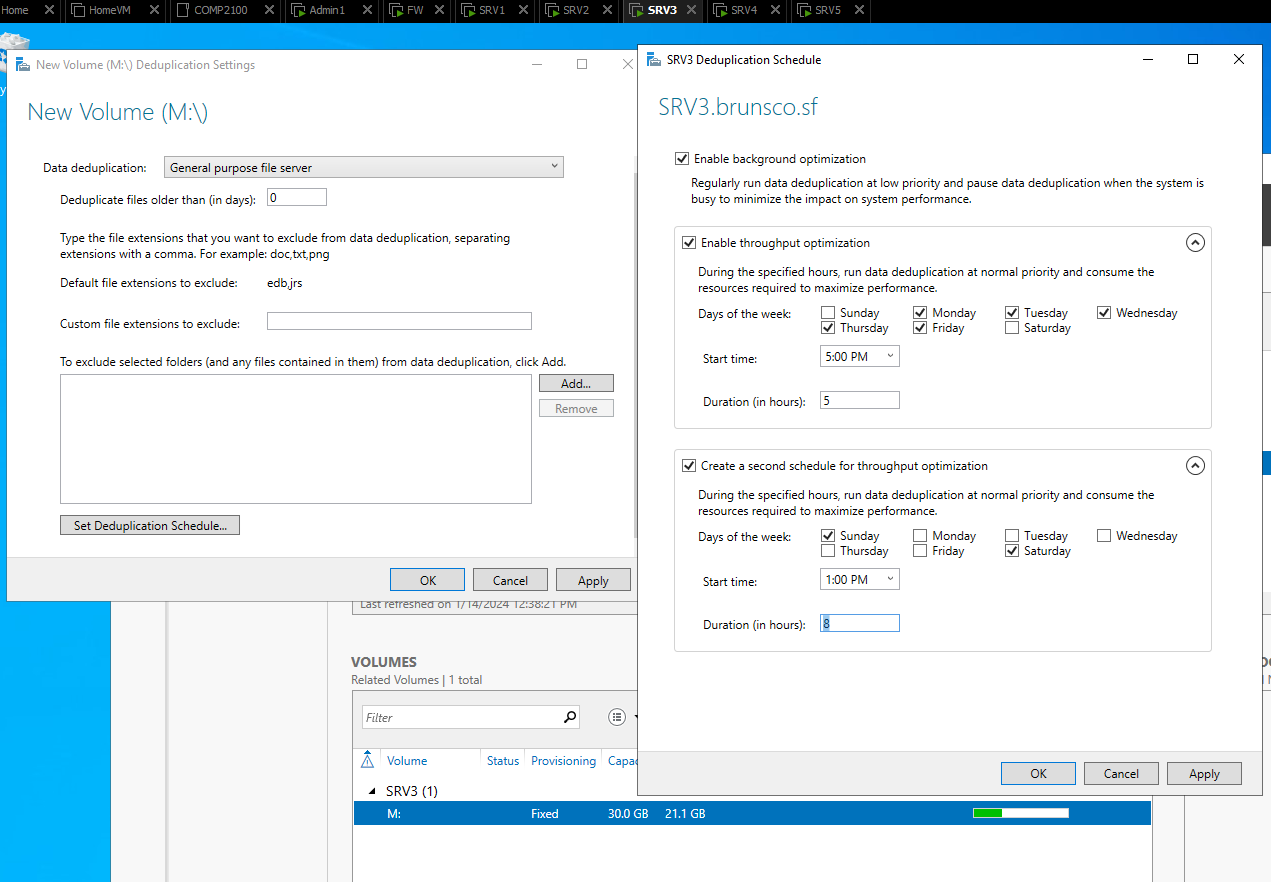 Home
HomeVM
COMP2100
Admin1
FW
SRV1
SRV2
SRV3
SRV4
SRV5
New Volume (M:\) Deduplication Settings
New Volume (M:\)
Data deduplication: General purpose file server
Deduplicate files older than (in days): 0
Type the file extensions that you want to exclude from data deduplication, separating
extensions with a comma. For example: doc,txt,png
Default file extensions to exclude: edb,jrs
Custom file extensions to exclude:
To exclude selected folders (and any files contained in them) from data deduplication, click Add.
Add...
Remove
Set Deduplication Schedule...
OK Cancel Apply
Last refreshed on 1/14/2024 12:38:21 PM
VOLUMES
Related Volumes | 1 total
Filter
Volume Status Provisioning Capac
SRV3 (1)
M: Fixed 30.0 GB 21.1 GB
SRV3 Deduplication Schedule
SRV3.brunsco.sf
Enable background optimization
Regularly run data deduplication at low priority and pause data deduplication when the system is
busy to minimize the impact on system performance.
Enable throughput optimization
During the specified hours, run data deduplication at normal priority and consume the
resources required to maximize performance.
Days of the week: Sunday Monday Tuesday Wednesday
Thursday Friday Saturday
Start time: 5:00 PM
Duration (in hours): 5
Create a second schedule for throughput optimization
During the specified hours, run data deduplication at normal priority and consume the
resources required to maximize performance.
Days of the week: Sunday Monday Tuesday Wednesday
Thursday Friday Saturday
Start time: 1:00 PM
Duration (in hours): 8
OK Cancel Apply